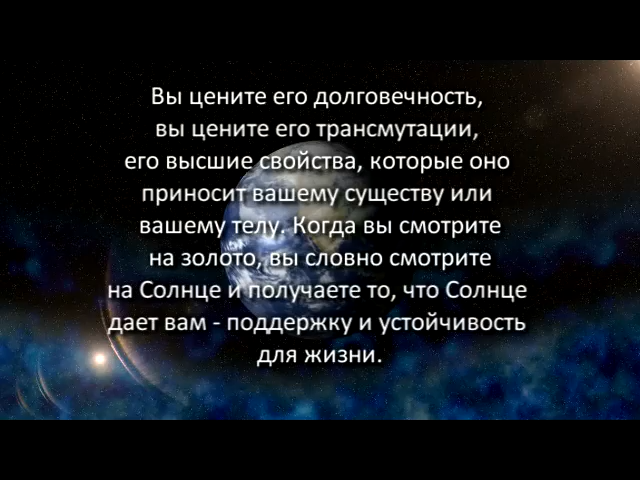 Вы цените его долговечность,
вы цените его трансмутации,
его высшие свойства, которые оно
приносит вашему существу или
вашему телу. Когда вы смотрите
на золото, вы словно смотрите
на Солнце и получаете то, что Солнце
дает вам - поддержку и устойчивость
для жизни.